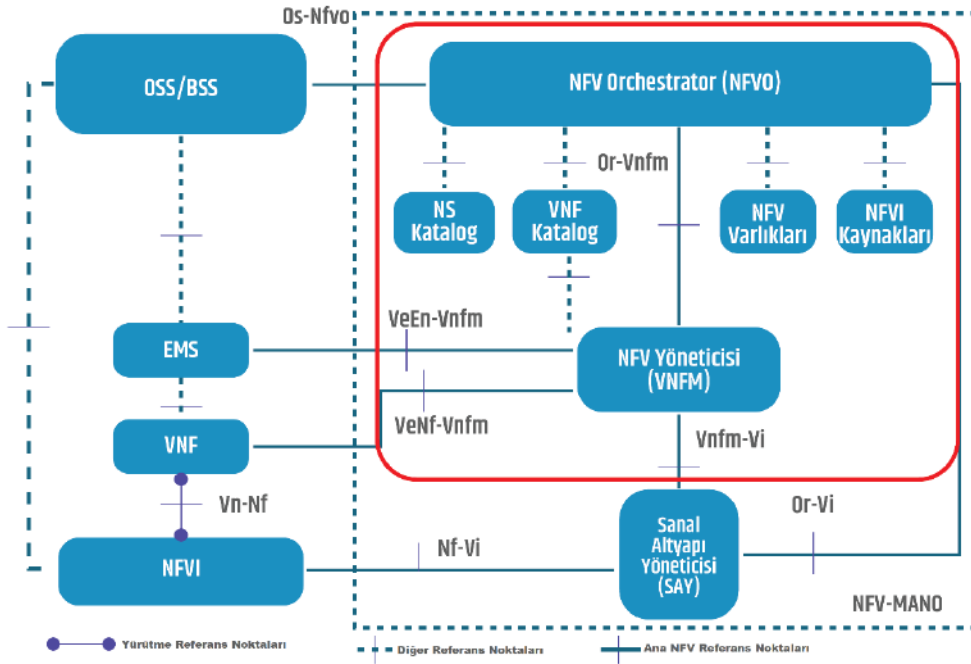 Os-Nfvo
OSS/BSS
NFV Orchestrator (NFVO)
Or-Vnfm
NS
Katalog
VNF
Katalog
NFV
Varlıkları
NFVI
Kaynakları
VeEn-Vnfm
EMS
NFV Yöneticisi
(VNFM)
VeNf-Vnfm
VNF
Vnfm-Vi
Vn-Nf
Or-Vi
Sanal
Altyapı
Yöneticisi
(SAY)
Nf-Vi
NFVI
NFV-MANO
Yürütme Referans Noktaları
Diğer Referans Noktaları
Ana NFV Referans Noktaları